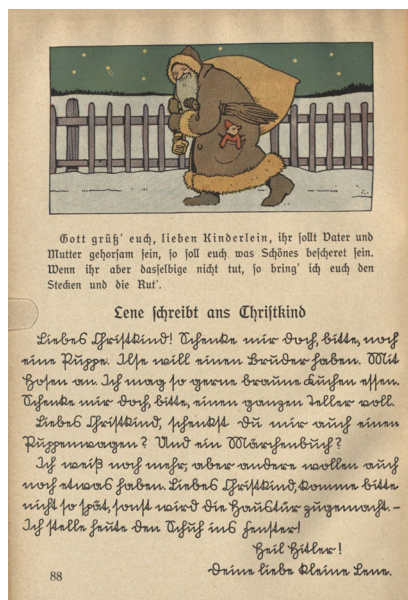 Gott grüß' euch, lieben Kinderlein, ihr sollt Vater und
Mutter gehorsam sein, so soll euch was Schönes bescheret sein.
Wenn ihr aber dasselbige nicht tut, so bring' ich euch den
Stecken und die Rut'.
Lene schreibt ans Christkind
Liebes Christkind! Schenke mir doch, bitte, noch
eine Puppe. Ilse will einen Bruder haben. Mit
Hosen an. Ich mag so gerne braune Kuchen essen.
Schenke mir doch, bitte, einen ganzen Teller voll.
Liebes Christkind, schenkst du mir auch einen
Puppenwagen? Und ein Märchenbuch?
Ich weiß noch mehr, aber andere wollen auch
noch etwas haben. Liebes Christkind, komme bitte
nicht so spät, sonst wird die Haustür zugemacht. –
Ich stelle heute den Schuh ins Fenster!
Heil Hitler!
Deine liebe kleine Lene.
88